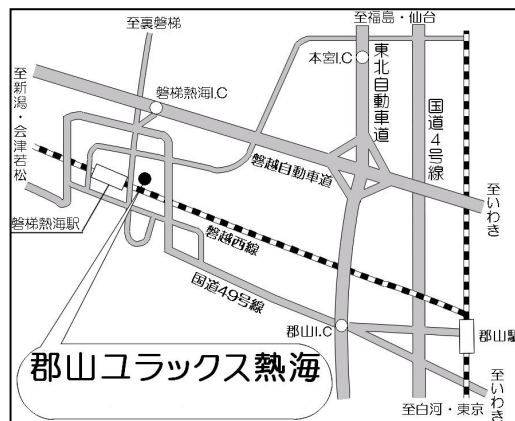 至裏磐梯
至福島・仙台
本宮I.C
東北自動車道
国道4号線
至新潟・会津若松
磐梯熱海I.C
磐越自動車道
至いわき
磐梯熱海駅
磐越西線
国道49号線
郡山I.C
郡山駅
郡山ユラックス熱海
至白河・東京
至いわき